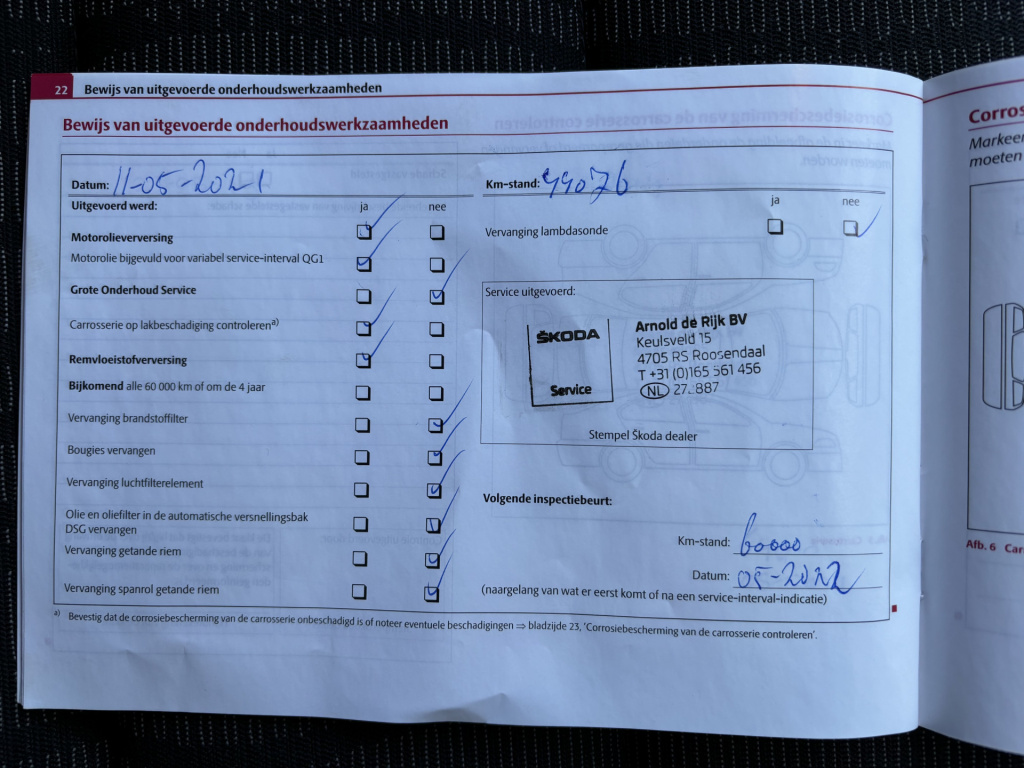 22 Bewijs van uitgevoerde onderhoudswerkzaamheden
Bewijs van uitgevoerde onderhoudswerkzaamheden
Datum: 11-05-2021
Km-stand: 44076
Uitgevoerd werd: ja nee
ja nee
Motorolieverversing
Vervanging lambdasonde
Motorolie bijgevuld voor variabel service-interval QG1
Grote Onderhoud Service
Carrosserie op lakbeschadiging controleren a)
Remvloeistofverversing
Bijkomend alle 60 000 km of om de 4 jaar
Vervanging brandstoffilter
Bougies vervangen
Vervanging luchtfilterelement
Olie en oliefilter in de automatische versnellingsbak
DSG vervangen
Vervanging getande riem
Vervanging spanrol getande riem
Service uitgevoerd:
ŠKODA
Service
Arnold de Rijk BV
Keulsveld 15
4705 RS Roosendaal
T +31 (0)165 561 456
NL
Stempel Škoda dealer
Volgende inspectiebeurt:
Km-stand: 60000
Datum: 05-2022
(naargelang van wat er eerst komt of na een service-interval-indicatie)
a) Bevestig dat de corrosiebescherming van de carrosserie onbeschadigd is of noteer eventuele beschadigingen ⇒ bladzijde 23, 'Corrosiebescherming van de carrosserie controleren'.
Corros
Markeer
moeten
Afb. 6 Carr